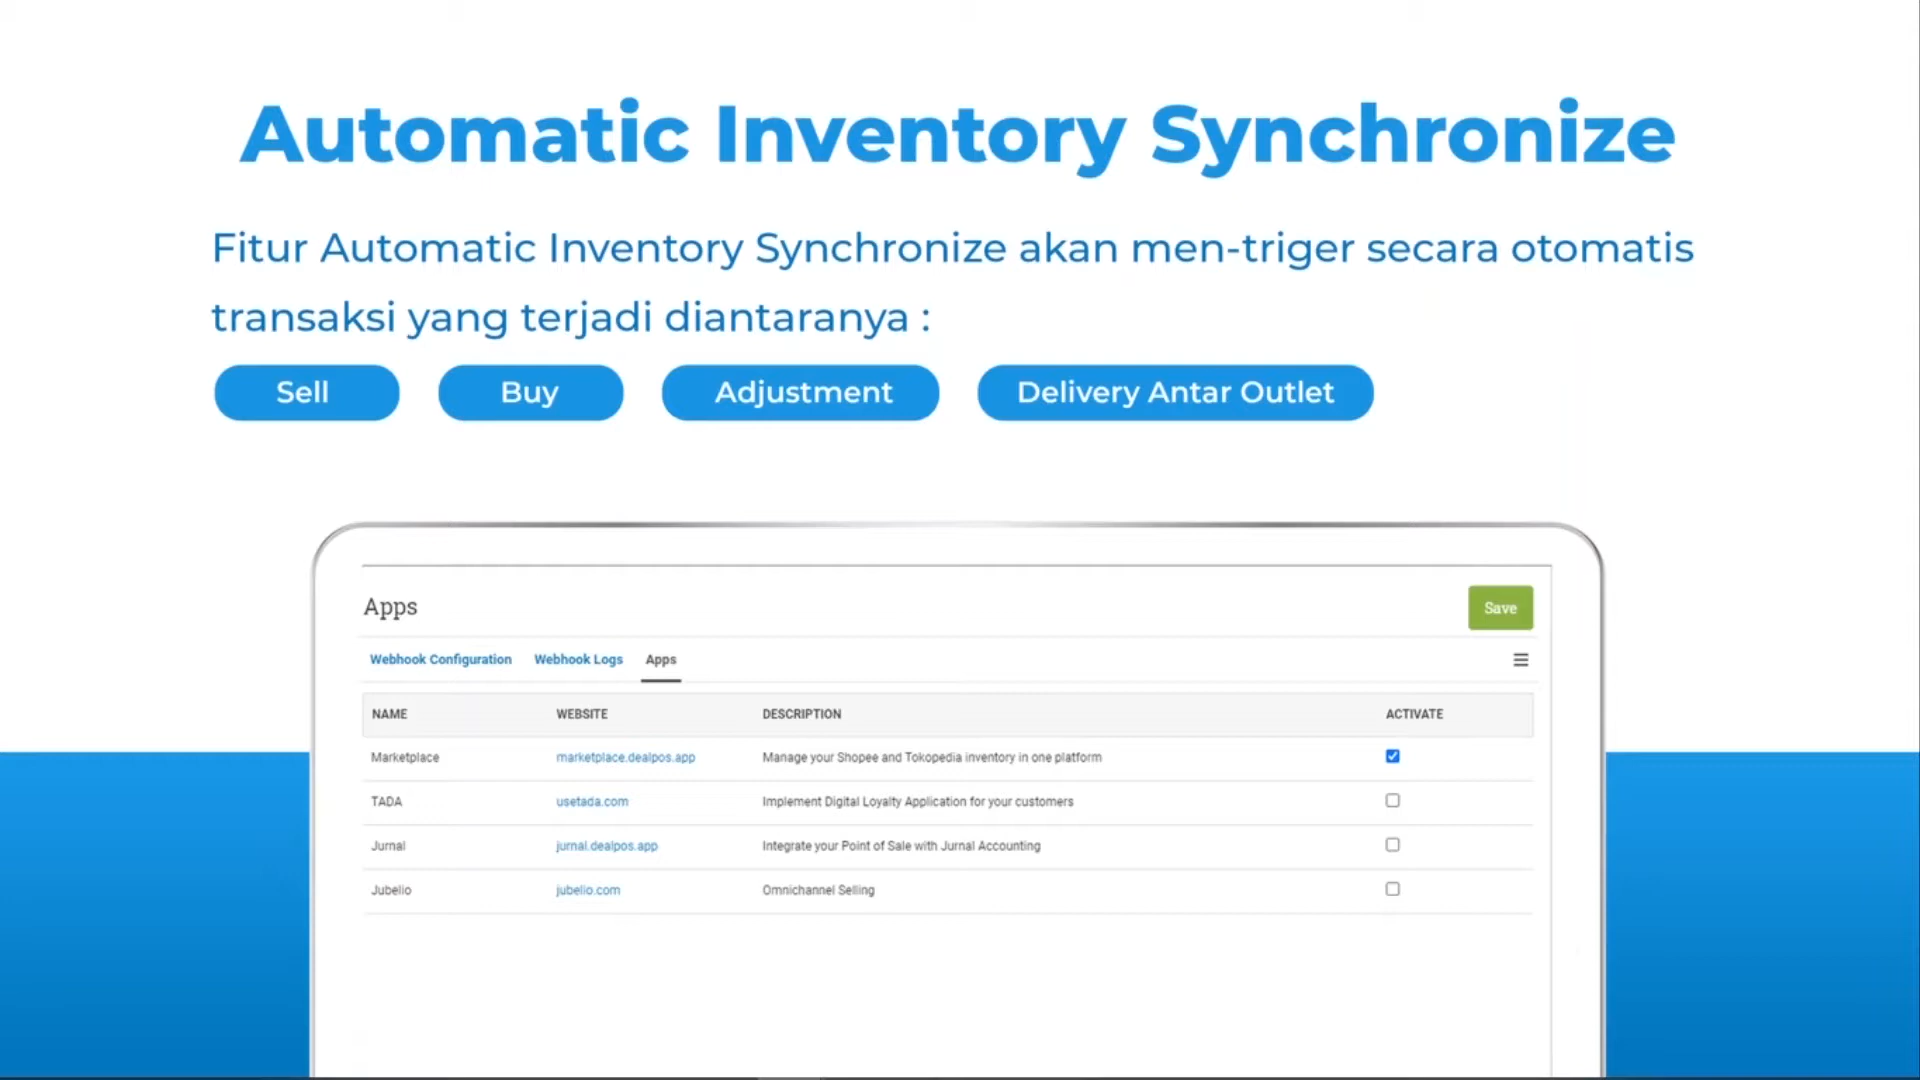 Automatic Inventory Synchronize
Fitur Automatic Inventory Synchronize akan men-triger secara otomatis
transaksi yang terjadi diantaranya :
Sell Buy Adjustment Delivery Antar Outlet
Apps Save
Webhook Configuration Webhook Logs Apps
NAME WEBSITE DESCRIPTION ACTIVATE
Marketplace marketplace.dealpos.app Manage your Shopee and Tokopedia inventory in one platform
TADA usetada.com Implement Digital Loyalty Application for your customers
Jurnal jurnal.dealpos.app Integrate your Point of Sale with Jurnal Accounting
Jubelio jubelio.com Omnichannel Selling